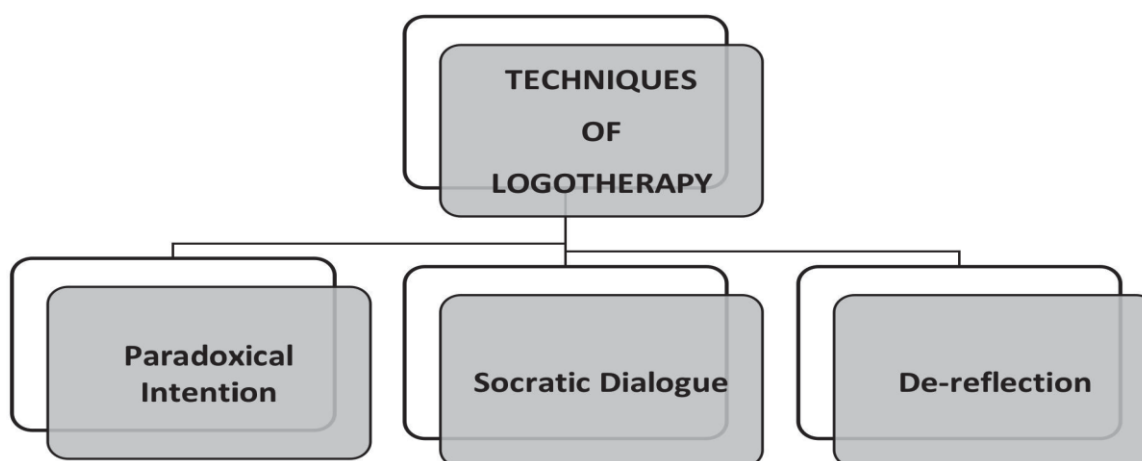 TECHNIQUES
OF
LOGOTHERAPY
Paradoxical
Intention
Socratic Dialogue
De-reflection